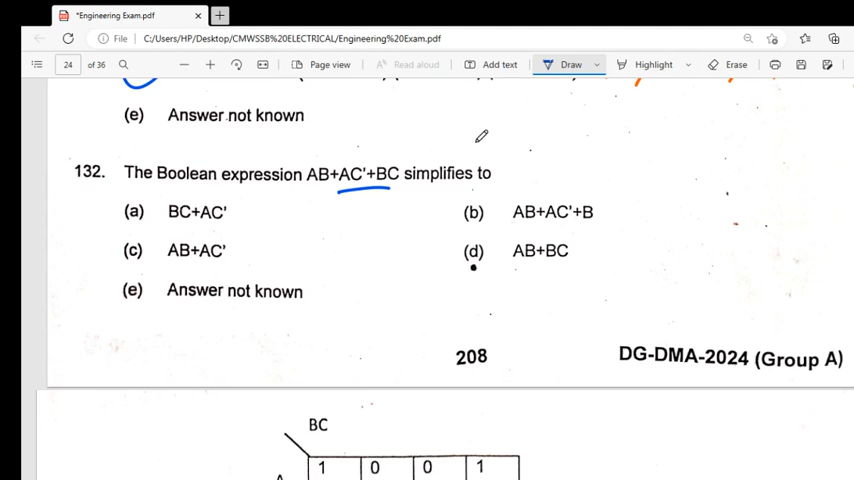 *Engineering Exam.pdf
File C:/Users/HP/Desktop/CMWSSB%20ELECTRICAL/Engineering%20Exam.pdf
24 of 36 Page view Read aloud Add text Draw Highlight Erase
(e) Answer not known
132. The Boolean expression AB+AC'+BC simplifies to
(a) BC+AC' (b) AB+AC'+B
(c) AB+AC' (d) AB+BC
(e) Answer not known
208 DG-DMA-2024 (Group A)
BC
1 0 0 1